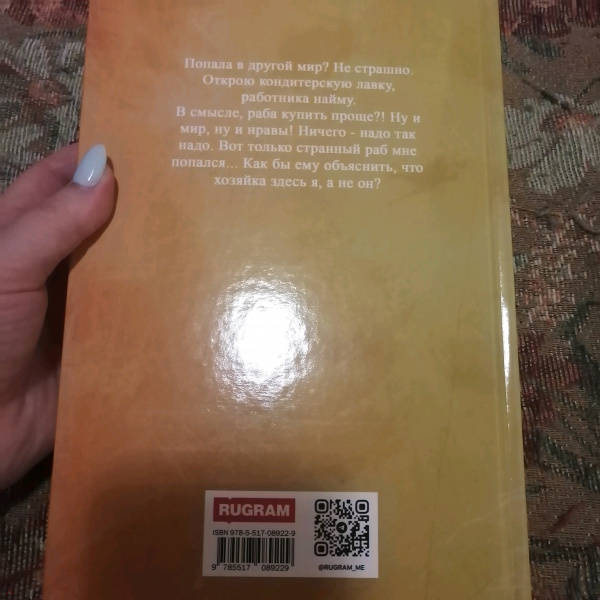 Попала в другой мир? Не страшно.
Открою кондитерскую лавку,
работника найму.
В смысле, раба купить проще?! Ну и
мир, ну и нравы! Ничего - надо так
надо. Вот только странный раб мне
попался... Как бы ему объяснить, что
хозяйка здесь я, а не он?
RUGRAM
ISBN 978-5-517-08922-9
9 785517 089229
@RUGRAM_ME